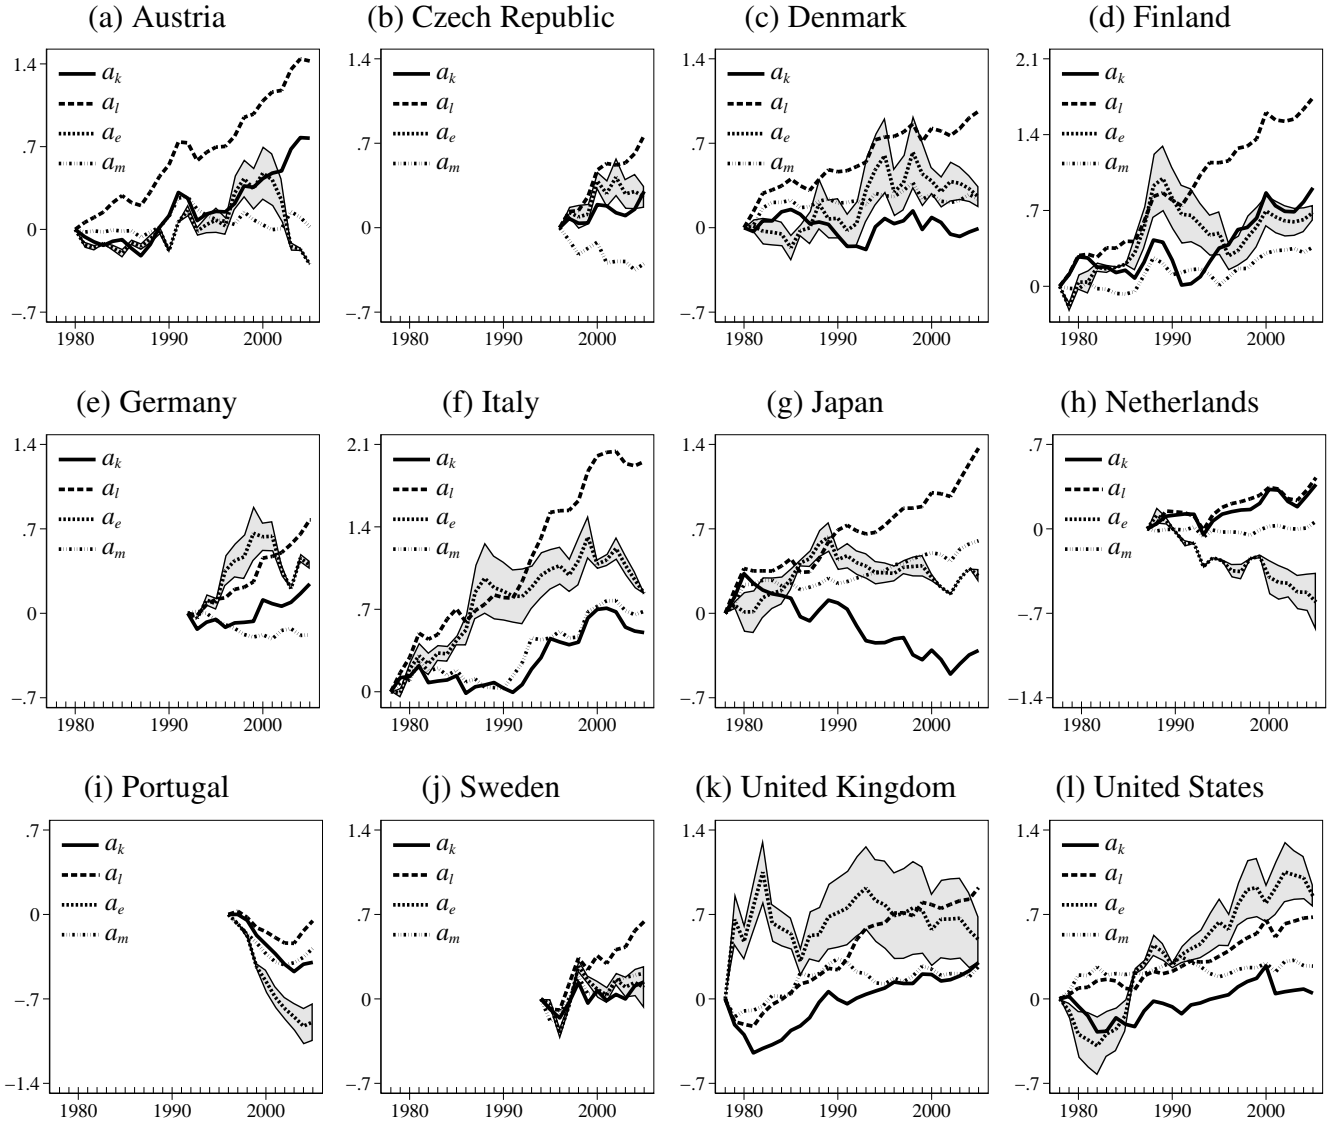 (a) Austria
1.4
.7
0
−.7
a_k
a_l
a_e
a_m
1980 1990 2000
(b) Czech Republic
1.4
.7
0
−.7
a_k
a_l
a_e
a_m
1980 1990 2000
(c) Denmark
1.4
.7
0
−.7
a_k
a_l
a_e
a_m
1980 1990 2000
(d) Finland
2.1
1.4
.7
0
a_k
a_l
a_e
a_m
1980 1990 2000
(e) Germany
1.4
.7
0
−.7
a_k
a_l
a_e
a_m
1980 1990 2000
(f) Italy
2.1
1.4
.7
0
a_k
a_l
a_e
a_m
1980 1990 2000
(g) Japan
1.4
.7
0
−.7
a_k
a_l
a_e
a_m
1980 1990 2000
(h) Netherlands
.7
0
−.7
−1.4
a_k
a_l
a_e
a_m
1980 1990 2000
(i) Portugal
.7
0
−.7
−1.4
a_k
a_l
a_e
a_m
1980 1990 2000
(j) Sweden
1.4
.7
0
−.7
a_k
a_l
a_e
a_m
1980 1990 2000
(k) United Kingdom
1.4
.7
0
−.7
1980 1990 2000
(l) United States
1.4
.7
0
−.7
a_k
a_l
a_e
a_m
1980 1990 2000